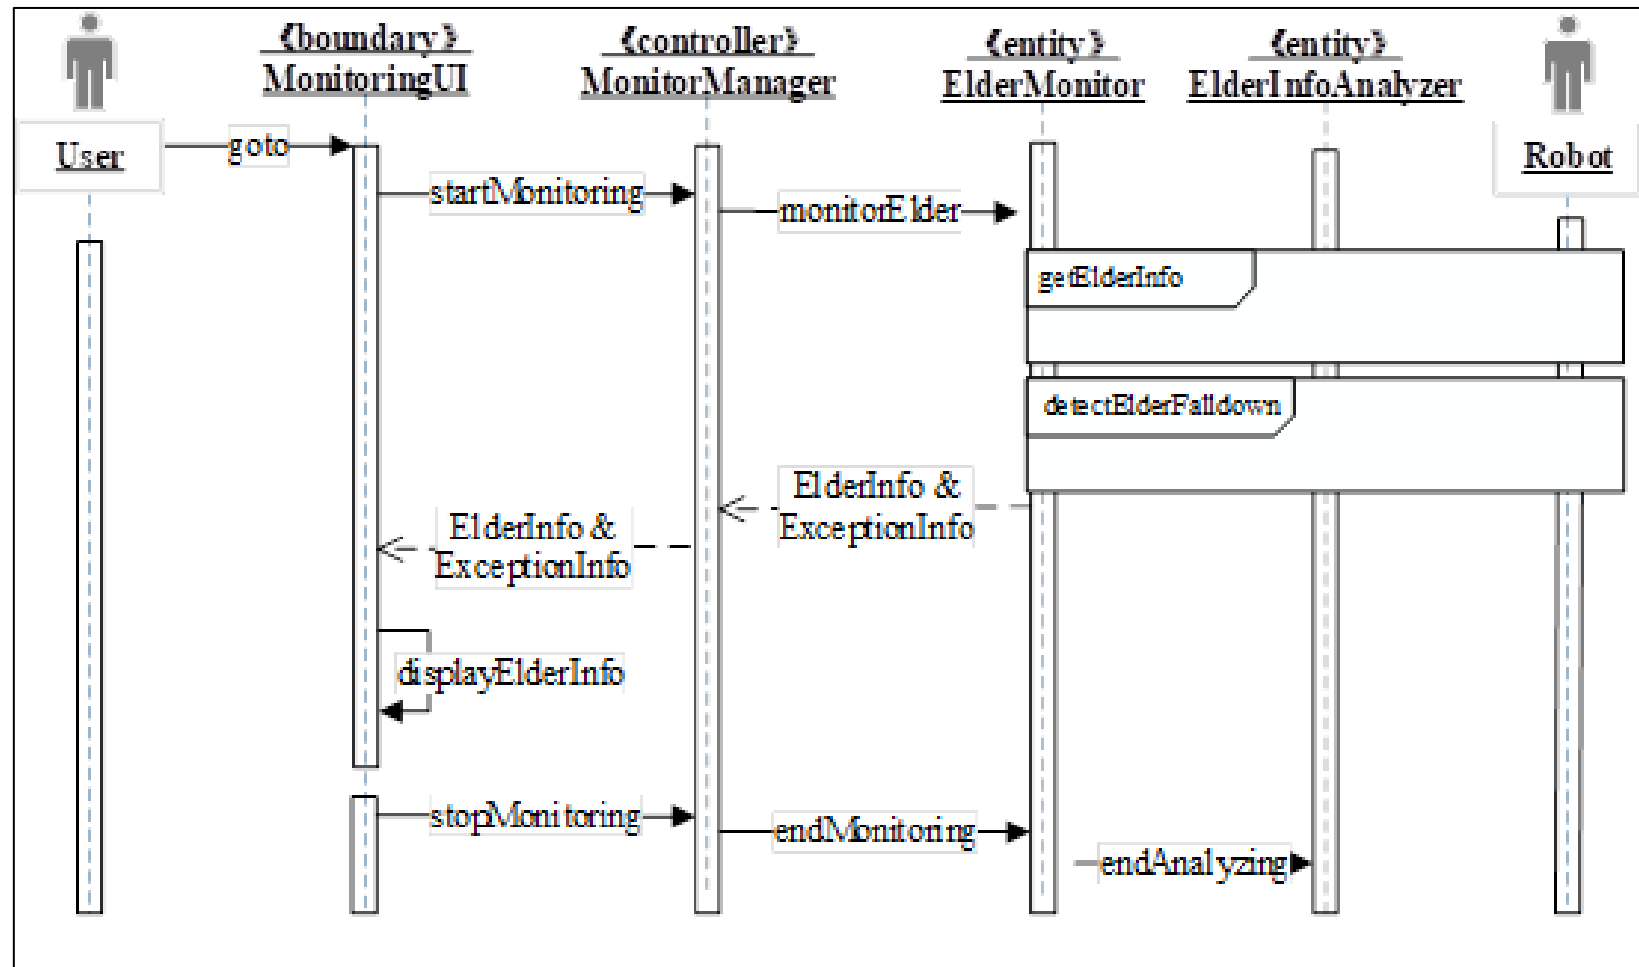 《boundary》
MonitoringUI
《controller》
MonitorManager
《entity》
ElderMonitor
《entity》
ElderInfoAnalyzer
User
Robot
goto
startMonitoring
monitorElder
getElderInfo
detectElderFalldown
ElderInfo &
ExceptionInfo
ElderInfo &
ExceptionInfo
displayElderInfo
stopMonitoring
endMonitoring
endAnalyzing